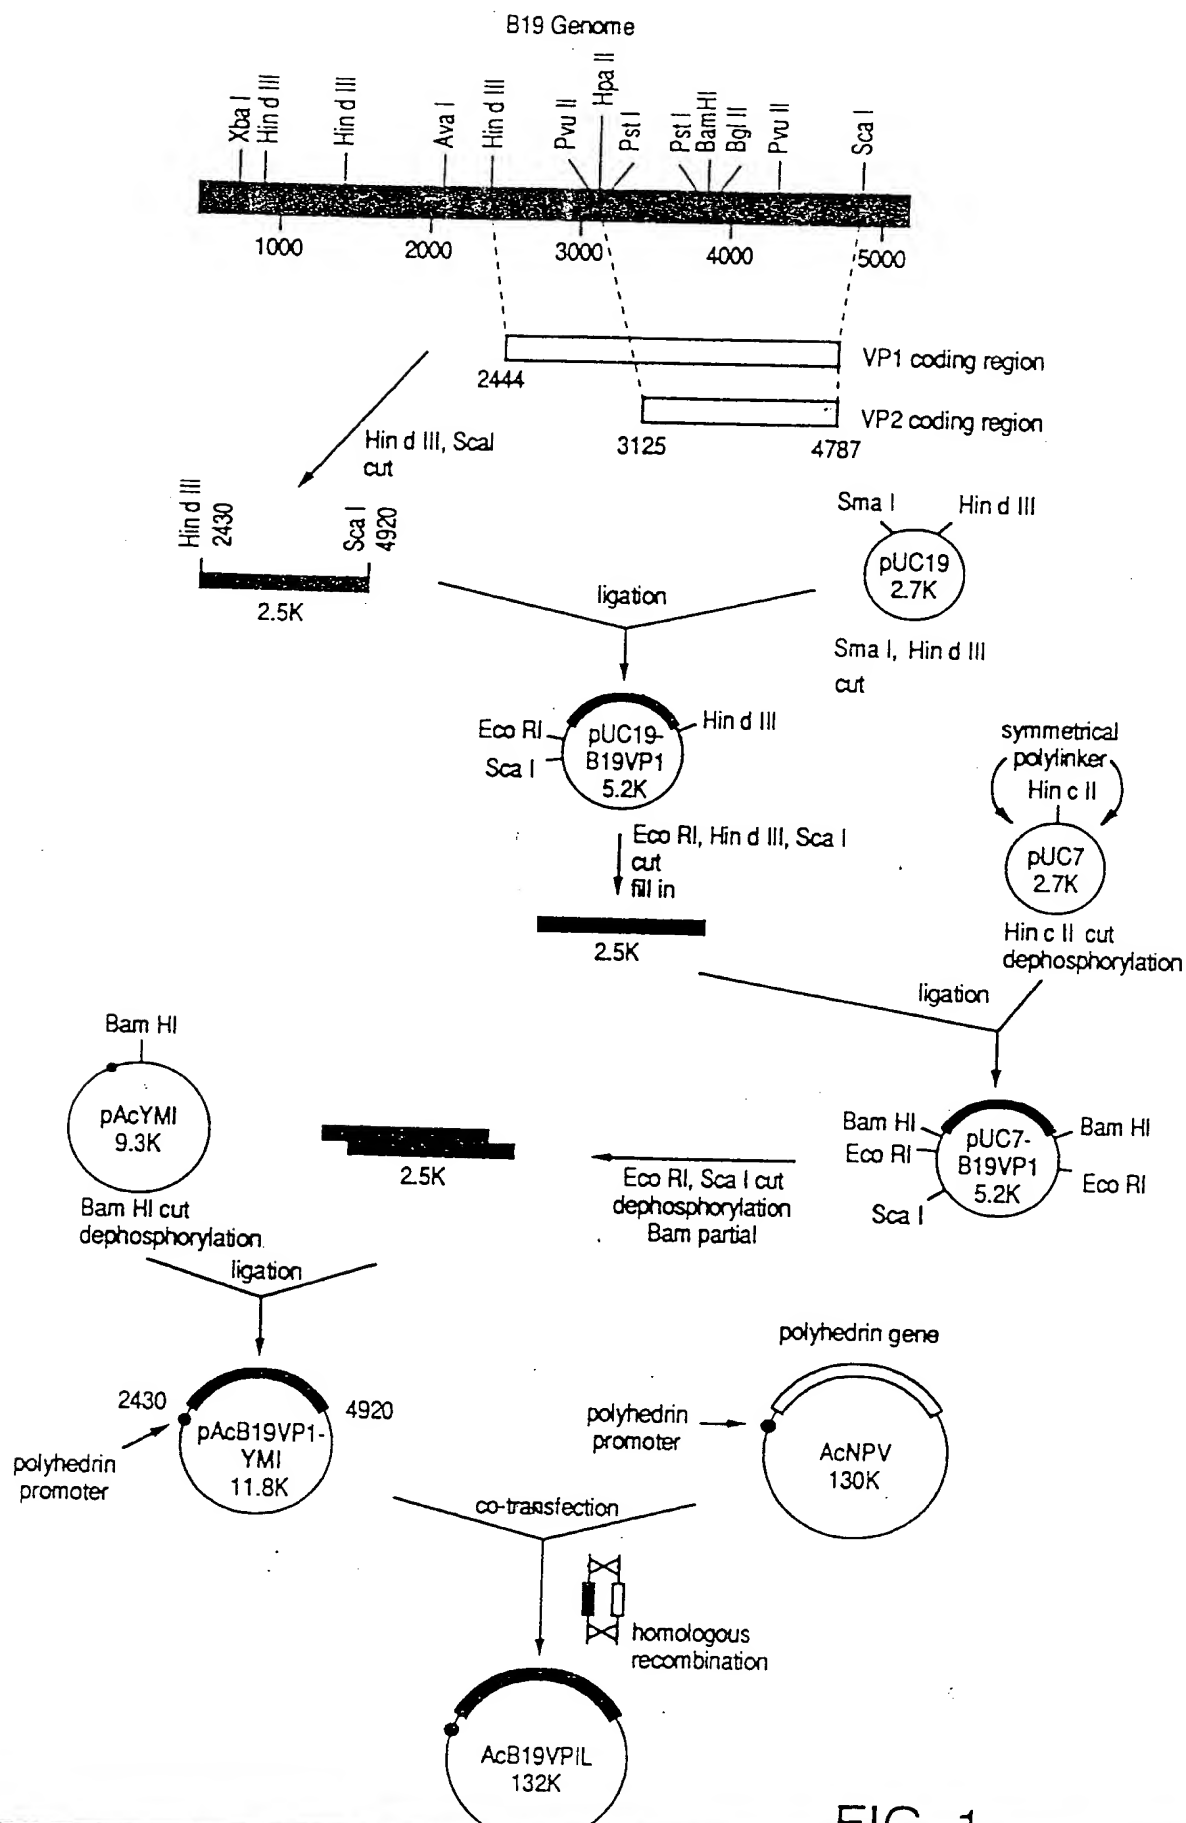 B19 Genome
Xba I
Hin d III
Hin d III
Ava I
Hin d III
Pvu II
Hpa II
Pst I
Pst I
BamHI
Bgl II
Pvu II
Sca I
1000
2000
3000
4000
5000
VP1 coding region
2444
VP2 coding region
3125
4787
Hin d III, ScaI
cut
Hin d III
2430
Sca I
4920
2.5K
Sma I
Hin d III
pUC19
2.7K
ligation
Sma I, Hin d III
cut
Eco RI
Sca I
pUC19-
B19VP1
5.2K
Hin d III
symmetrical
polylinker
Hin c II
pUC7
2.7K
Eco RI, Hin d III, Sca I
cut
fill in
2.5K
Hin c II cut
dephosphorylation
ligation
Bam HI
pAcYMI
9.3K
Bam HI cut
dephosphorylation
2.5K
Eco RI, Sca I cut
dephosphorylation
Bam partial
Bam HI
Eco RI
Sca I
pUC7-
B19VP1
5.2K
Bam HI
Eco RI
ligation
2430
4920
pAcB19VP1-
YMI
11.8K
polyhedrin
promoter
polyhedrin gene
polyhedrin
promoter
AcNPV
130K
co-transfection
homologous
recombination
AcB19VPIL
132K
FIG. 1